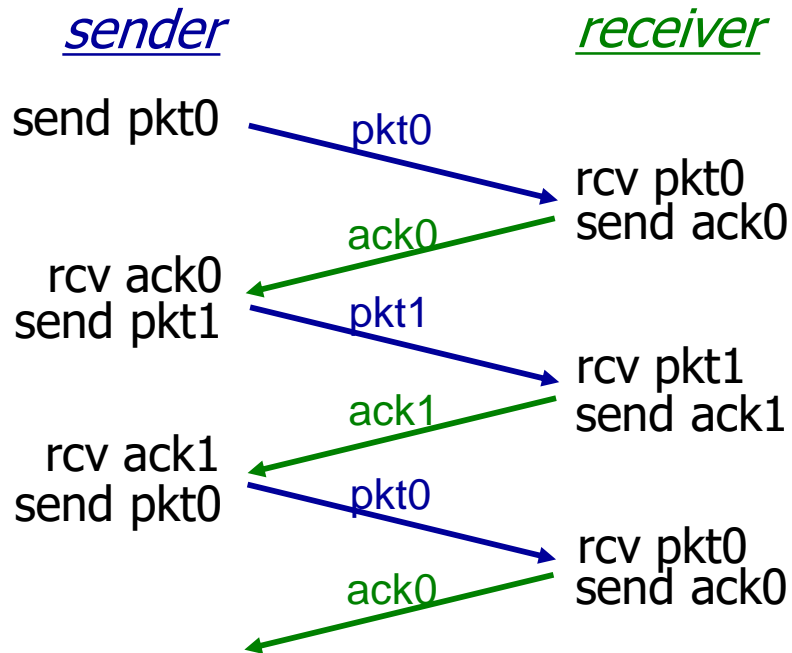 sender receiver
send pkt0
pkt0
rcv pkt0
send ack0
ack0
rcv ack0
send pkt1
pkt1
rcv pkt1
send ack1
ack1
rcv ack1
send pkt0
pkt0
rcv pkt0
send ack0
ack0